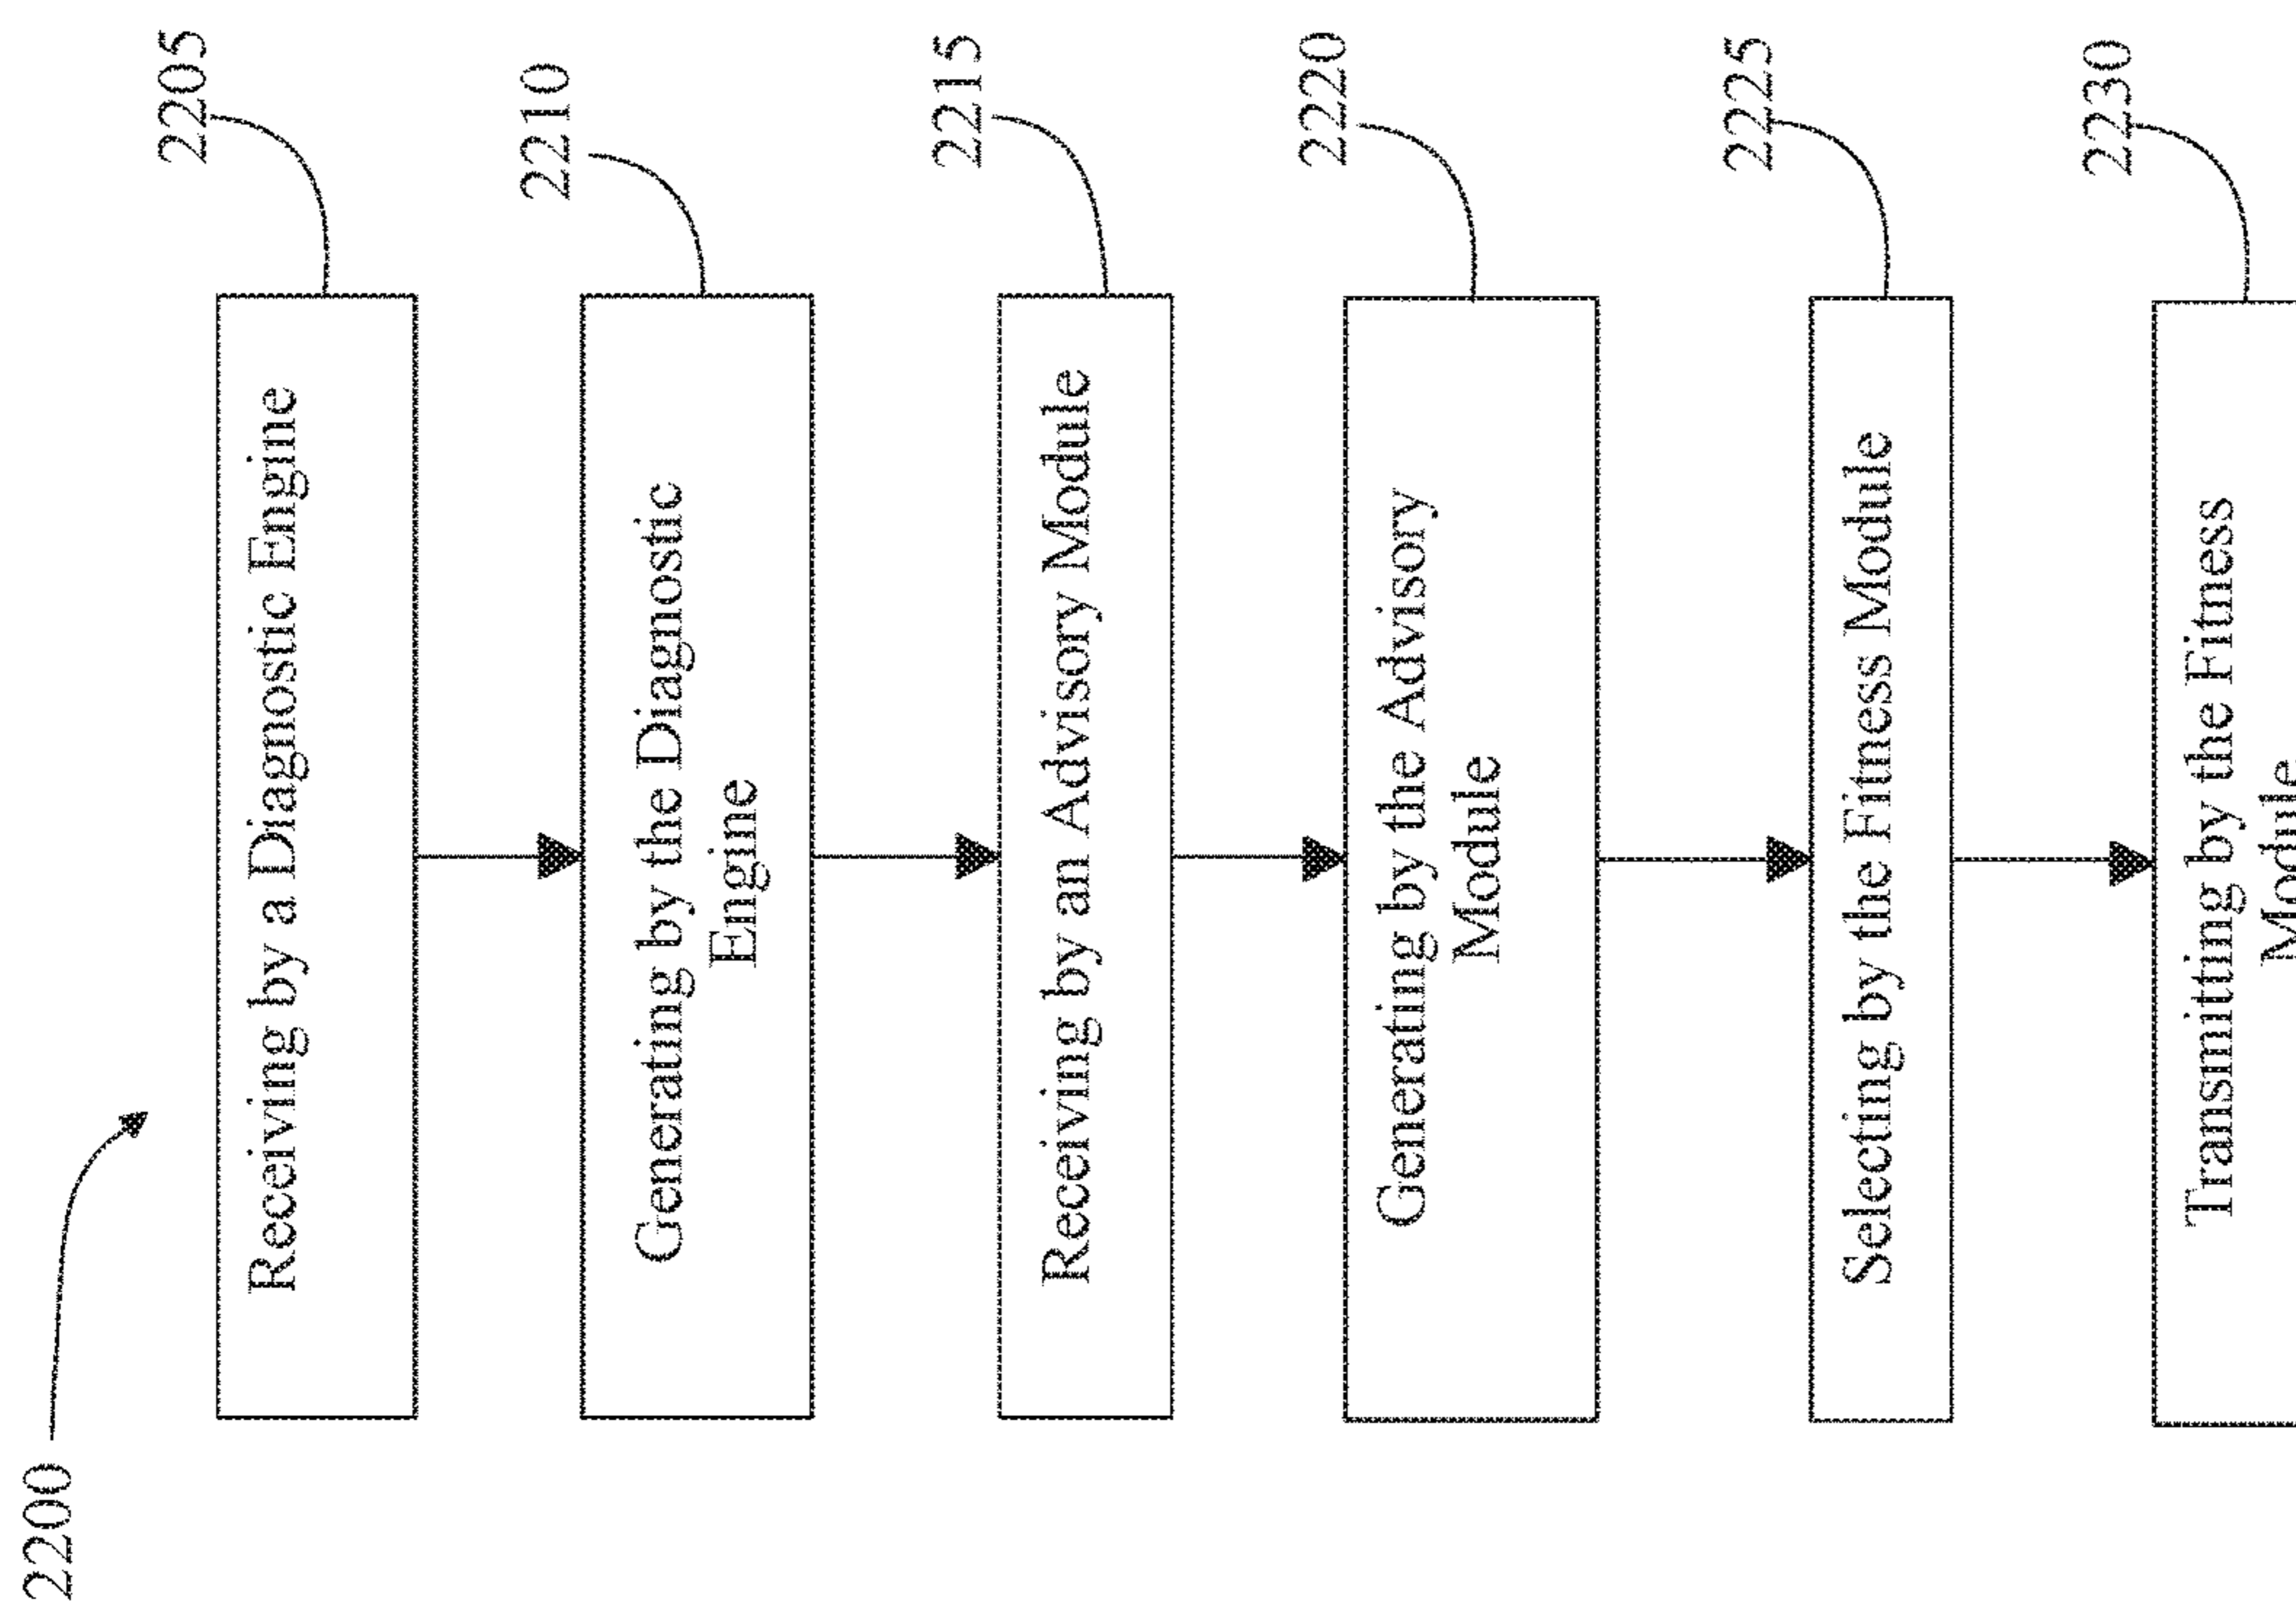 2200
2205
Receiving by a Diagnostic Engine
2210
Generating by the Diagnostic
Engine
2215
Receiving by an Advisory Module
2220
Generating by the Advisory
Module
2225
Selecting by the Fitness Module
2230
Transmitting by the Fitness
Module